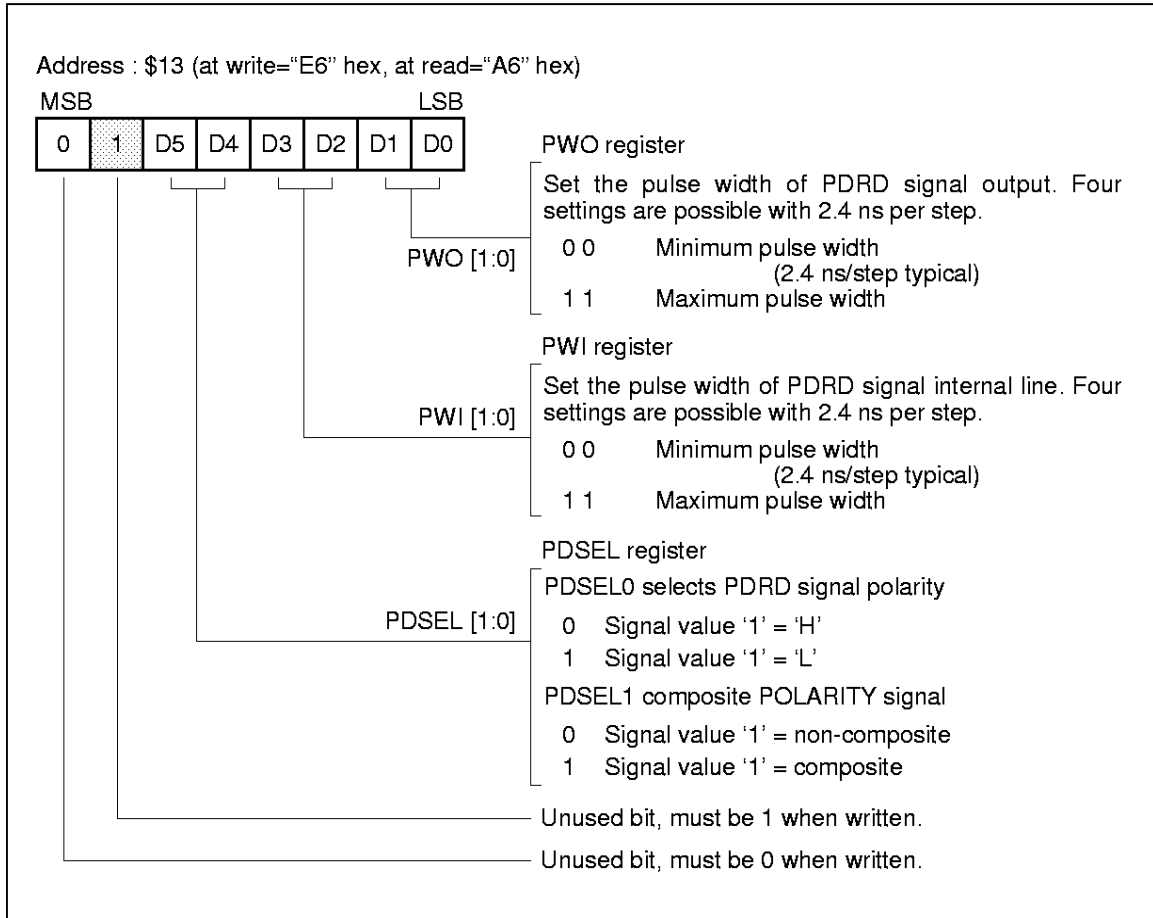 Address : $13 (at write=“E6” hex, at read=“A6” hex)
MSB LSB
0 1 D5 D4 D3 D2 D1 D0
PWO register
Set the pulse width of PDRD signal output. Four
settings are possible with 2.4 ns per step.
PWO [1:0]
0 0 Minimum pulse width
(2.4 ns/step typical)
1 1 Maximum pulse width
PWI register
Set the pulse width of PDRD signal internal line. Four
settings are possible with 2.4 ns per step.
PWI [1:0]
0 0 Minimum pulse width
(2.4 ns/step typical)
1 1 Maximum pulse width
PDSEL register
PDSEL0 selects PDRD signal polarity
PDSEL [1:0]
0 Signal value ‘1’ = ‘H’
1 Signal value ‘1’ = ‘L’
PDSEL1 composite POLARITY signal
0 Signal value ‘1’ = non-composite
1 Signal value ‘1’ = composite
Unused bit, must be 1 when written.
Unused bit, must be 0 when written.